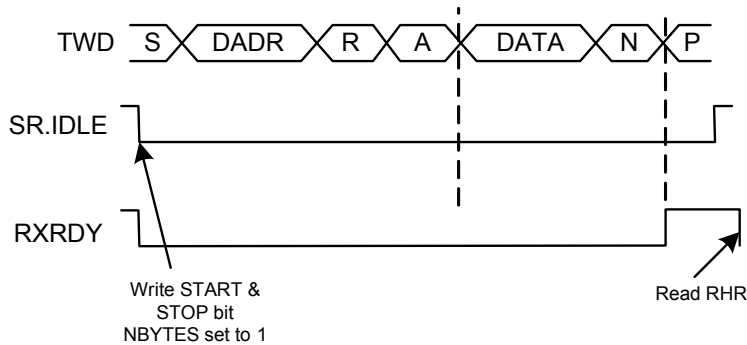 TWD S DADR R A DATA N P
SR.IDLE
RXRDY
Write START &
STOP bit
NBYTES set to 1
Read RHR